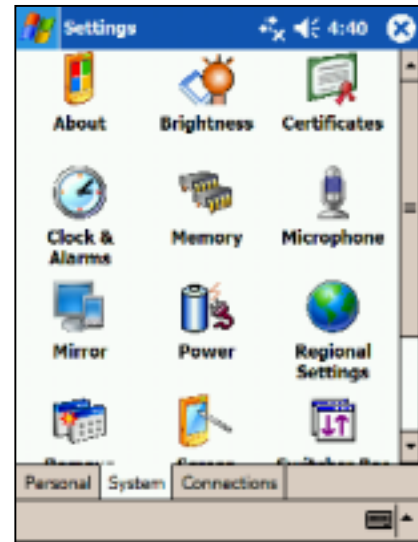 Settings 4:40
About Brightness Certificates
Clock & Memory Microphone
Alarms
Mirror Power Regional
Settings
Personal System Connections